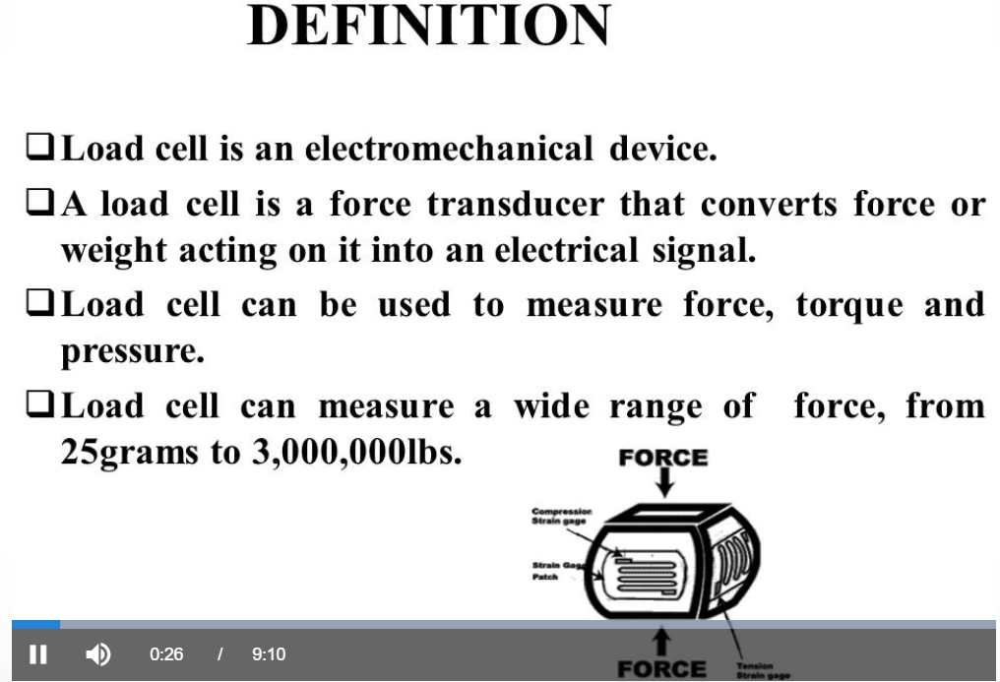 DEFINITION
❑Load cell is an electromechanical device.
❑A load cell is a force transducer that converts force or
weight acting on it into an electrical signal.
❑Load cell can be used to measure force, torque and
pressure.
❑Load cell can measure a wide range of force, from
25grams to 3,000,000lbs.
FORCE
Compression
Strain gage
Strain Gage
Patch
0:26 / 9:10
FORCE
Tension
Strain gage